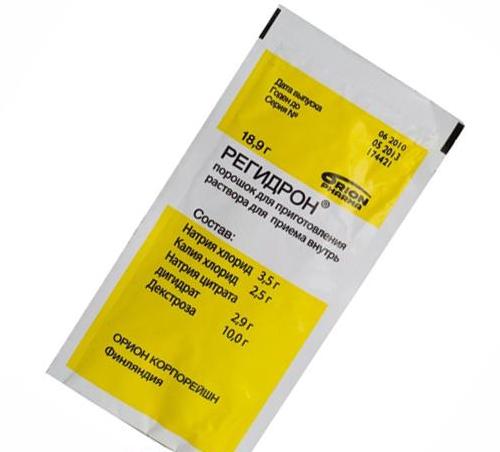 Дата выпуска 06 2010
Годен до 05 2013
Серия № 174421
18,9 г
РЕГИДРОН®
порошок для приготовления
раствора для приема внутрь
ORION
PHARMA
Состав:
Натрия хлорид 3,5 г
Калия хлорид 2,5 г
Натрия цитрата
дигидрат 2,9 г
Декстроза 10,0 г
ОРИОН КОРПОРЕЙШН
Финляндия